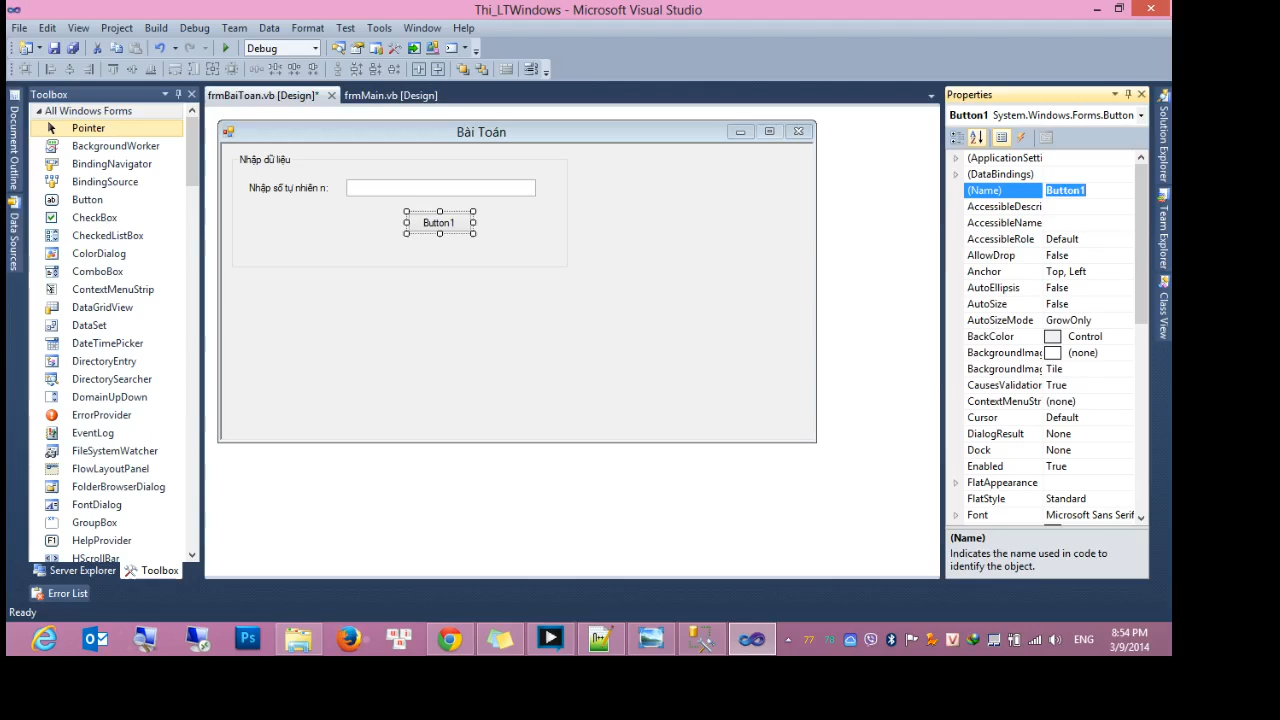 Thi_LTWindows - Microsoft Visual Studio
File Edit View Project Build Debug Team Data Format Test Tools Window Help
Debug
Toolbox
frmBaiToan.vb [Design]*
frmMain.vb [Design]
Properties
All Windows Forms
Pointer
BackgroundWorker
BindingNavigator
BindingSource
Button
CheckBox
CheckedListBox
ColorDialog
ComboBox
ContextMenuStrip
DataGridView
DataSet
DateTimePicker
DirectoryEntry
DirectorySearcher
DomainUpDown
ErrorProvider
EventLog
FileSystemWatcher
FlowLayoutPanel
FolderBrowserDialog
FontDialog
GroupBox
HelpProvider
HScrollBar
Document Outline
Data Sources
Bài Toán
Nhập dữ liệu
Nhập số tự nhiên n:
Button1
Button1 System.Windows.Forms.Button
(ApplicationSetti
(DataBindings)
(Name) Button1
AccessibleDescri
AccessibleName
AccessibleRole Default
AllowDrop False
Anchor Top, Left
AutoEllipsis False
AutoSize False
AutoSizeMode GrowOnly
BackColor Control
BackgroundImag (none)
BackgroundImag Tile
CausesValidation True
ContextMenuStr (none)
Cursor Default
DialogResult None
Dock None
Enabled True
FlatAppearance
FlatStyle Standard
Font Microsoft Sans Serif
(Name)
Indicates the name used in code to
identify the object.
Solution Explorer
Team Explorer
Class View
Server Explorer Toolbox
Error List
Ready
Ps
77
76
V
ENG
8:54 PM
3/9/2014